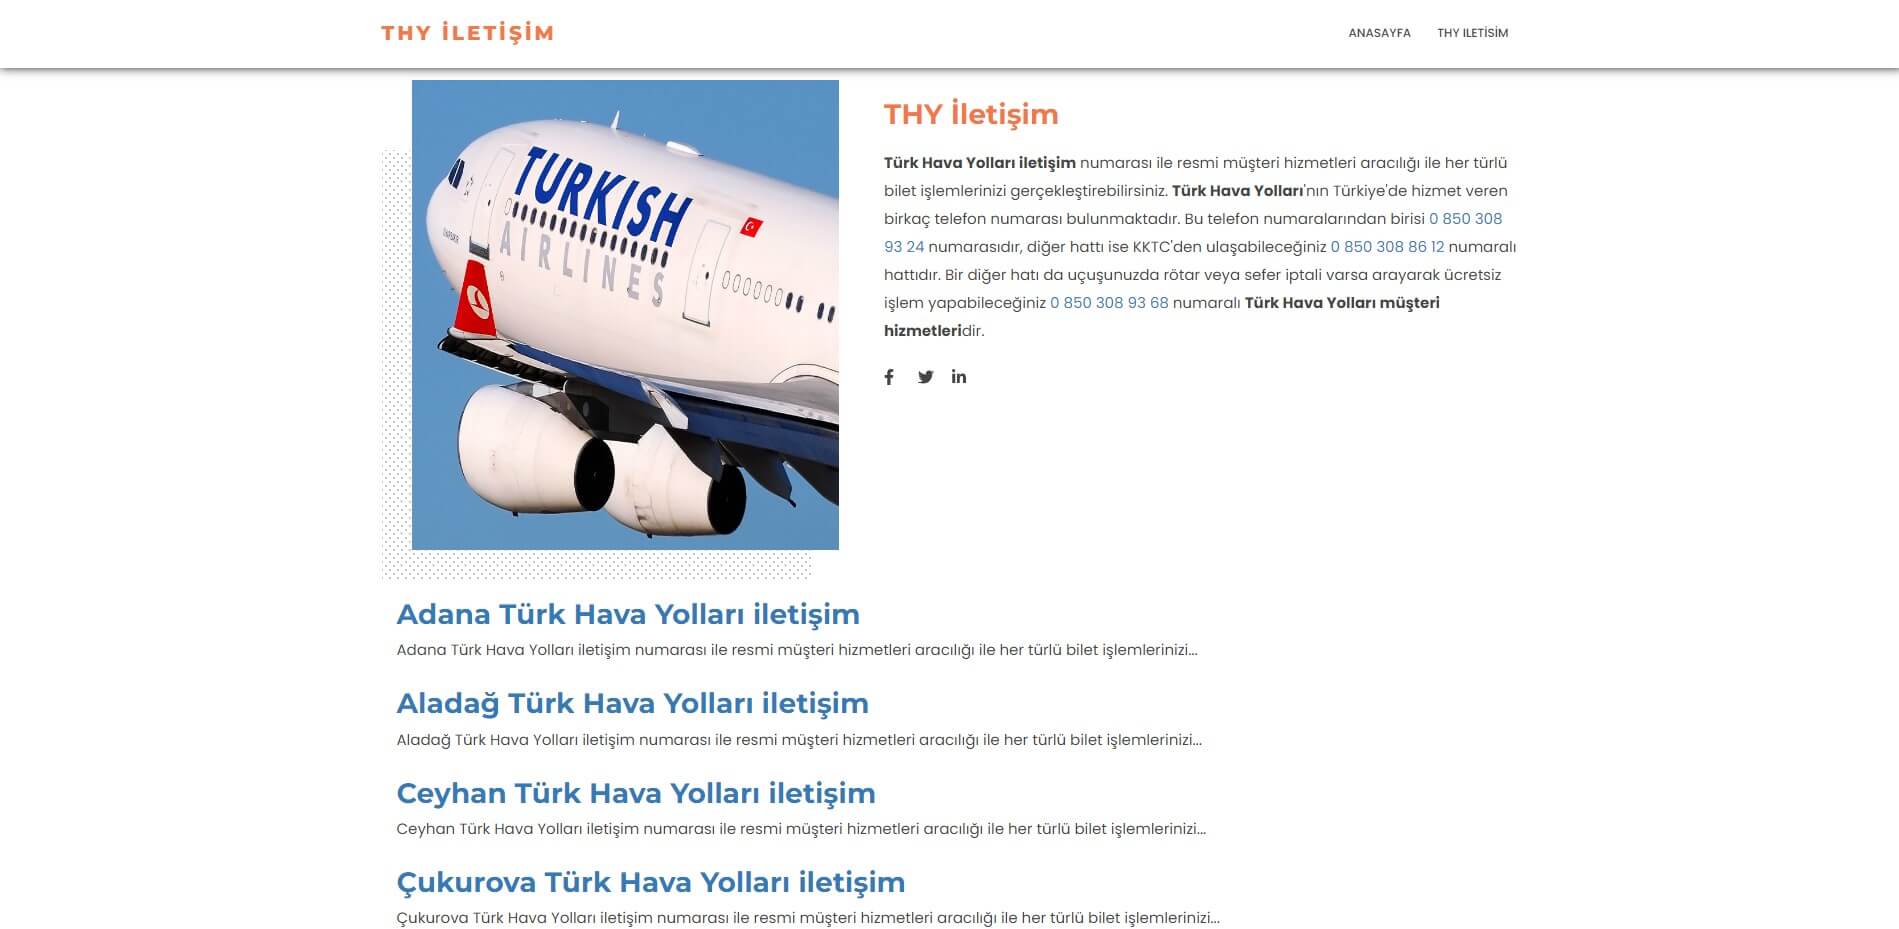 THY İLETİŞİM
ANASAYFA
THY ILETİSİM
TURKISH
AIRLINES
THY İletişim
Türk Hava Yolları iletişim numarası ile resmi müşteri hizmetleri aracılığı ile her türlü
bilet işlemlerinizi gerçekleştirebilirsiniz. Türk Hava Yolları'nın Türkiye'de hizmet veren
birkaç telefon numarası bulunmaktadır. Bu telefon numaralarından birisi 0 850 308
93 24 numarasıdır, diğer hattı ise KKTC'den ulaşabileceğiniz 0 850 308 86 12 numaralı
hattıdır. Bir diğer hatı da uçuşunuzda rötar veya sefer iptali varsa arayarak ücretsiz
işlem yapabileceğiniz 0 850 308 93 68 numaralı Türk Hava Yolları müşteri
hizmetleridir.
Adana Türk Hava Yolları iletişim
Adana Türk Hava Yolları iletişim numarası ile resmi müşteri hizmetleri aracılığı ile her türlü bilet işlemlerinizi...
Aladağ Türk Hava Yolları iletişim
Aladağ Türk Hava Yolları iletişim numarası ile resmi müşteri hizmetleri aracılığı ile her türlü bilet işlemlerinizi...
Ceyhan Türk Hava Yolları iletişim
Ceyhan Türk Hava Yolları iletişim numarası ile resmi müşteri hizmetleri aracılığı ile her türlü bilet işlemlerinizi...
Çukurova Türk Hava Yolları iletişim
Çukurova Türk Hava Yolları iletişim numarası ile resmi müşteri hizmetleri aracılığı ile her türlü bilet işlemlerinizi...